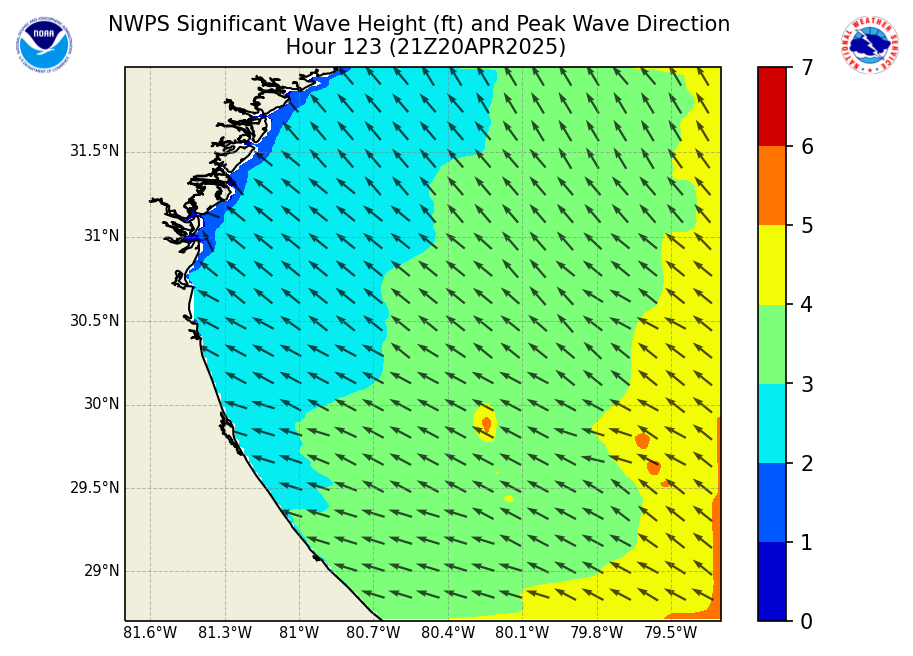 NWPS Significant Wave Height (ft) and Peak Wave Direction
Hour 123 (21Z20APR2025)
NOAA
NATIONAL WEATHER SERVICE
7
6
5
4
3
2
1
0
31.5°N
31°N
30.5°N
30°N
29.5°N
29°N
81.6°W 81.3°W 81°W 80.7°W 80.4°W 80.1°W 79.8°W 79.5°W